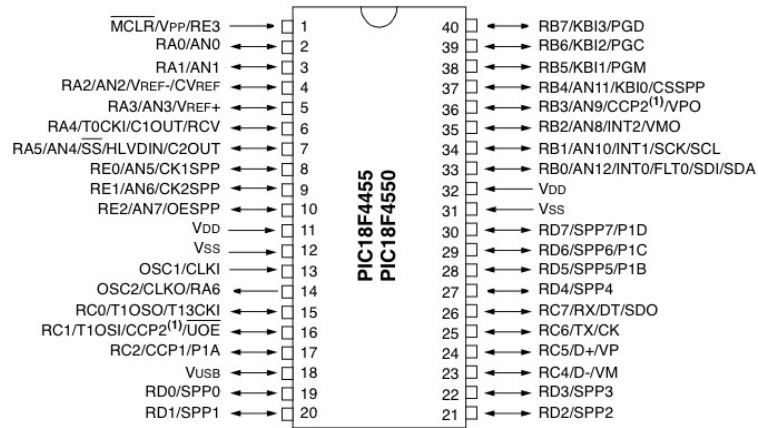 MCLR/VPP/RE3 1
RA0/AN0 2
RA1/AN1 3
RA2/AN2/VREF-/CVREF 4
RA3/AN3/VREF+ 5
RA4/T0CKI/C1OUT/RCV 6
RA5/AN4/SS/HLVDIN/C2OUT 7
RE0/AN5/CK1SPP 8
RE1/AN6/CK2SPP 9
RE2/AN7/OESPP 10
VDD 11
VSS 12
OSC1/CLKI 13
OSC2/CLKO/RA6 14
RC0/T1OSO/T13CKI 15
RC1/T1OSI/CCP2(1)/UOE 16
RC2/CCP1/P1A 17
VUSB 18
RD0/SPP0 19
RD1/SPP1 20
PIC18F4455
PIC18F4550
40 RB7/KBI3/PGD
39 RB6/KBI2/PGC
38 RB5/KBI1/PGM
37 RB4/AN11/KBI0/CSSPP
36 RB3/AN9/CCP2(1)/VPO
35 RB2/AN8/INT2/VMO
34 RB1/AN10/INT1/SCK/SCL
33 RB0/AN12/INT0/FLT0/SDI/SDA
32 VDD
31 VSS
30 RD7/SPP7/P1D
29 RD6/SPP6/P1C
28 RD5/SPP5/P1B
27 RD4/SPP4
26 RC7/RX/DT/SDO
25 RC6/TX/CK
24 RC5/D+/VP
23 RC4/D-/VM
22 RD3/SPP3
21 RD2/SPP2